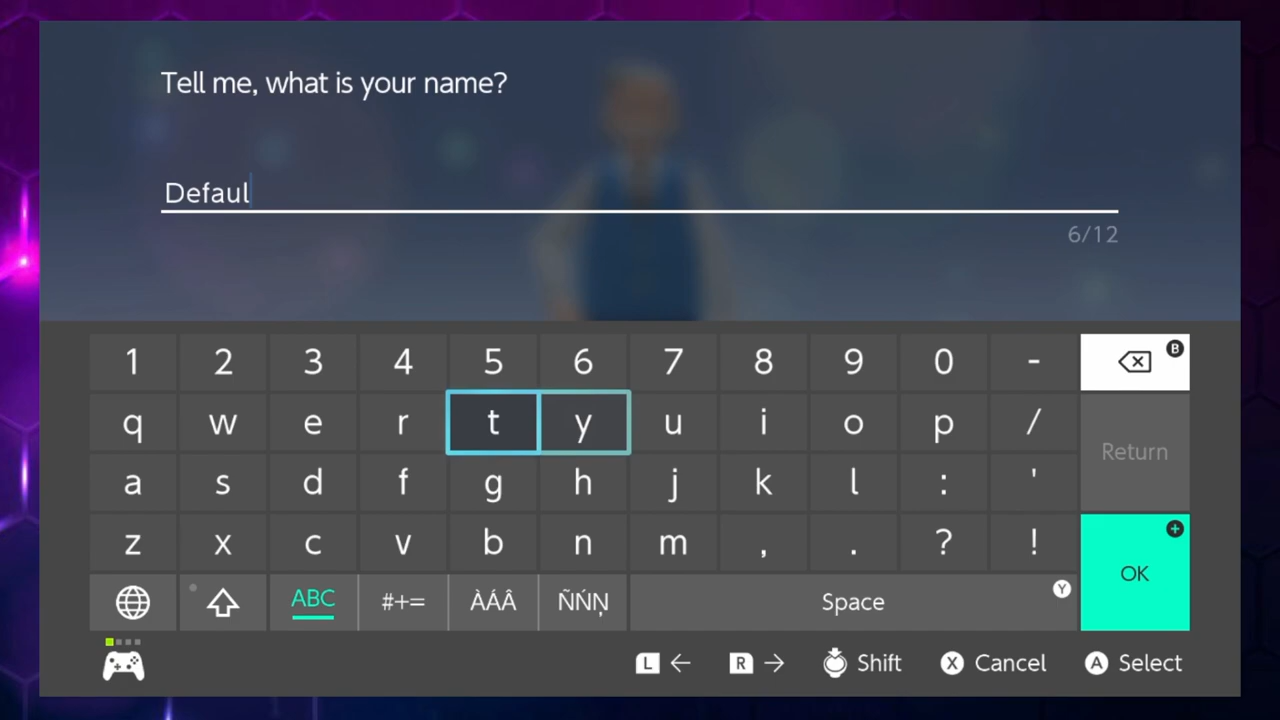 Tell me, what is your name?
Defaul
6/12
1 2 3 4 5 6 7 8 9 0 - B
q w e r t y u i o p / Return
a s d f g h j k l : '
z x c v b n m , . ? ! +
ABC #+= ÀÁÂ ÑŃŅ Space Y OK
L ← R → Shift X Cancel A Select